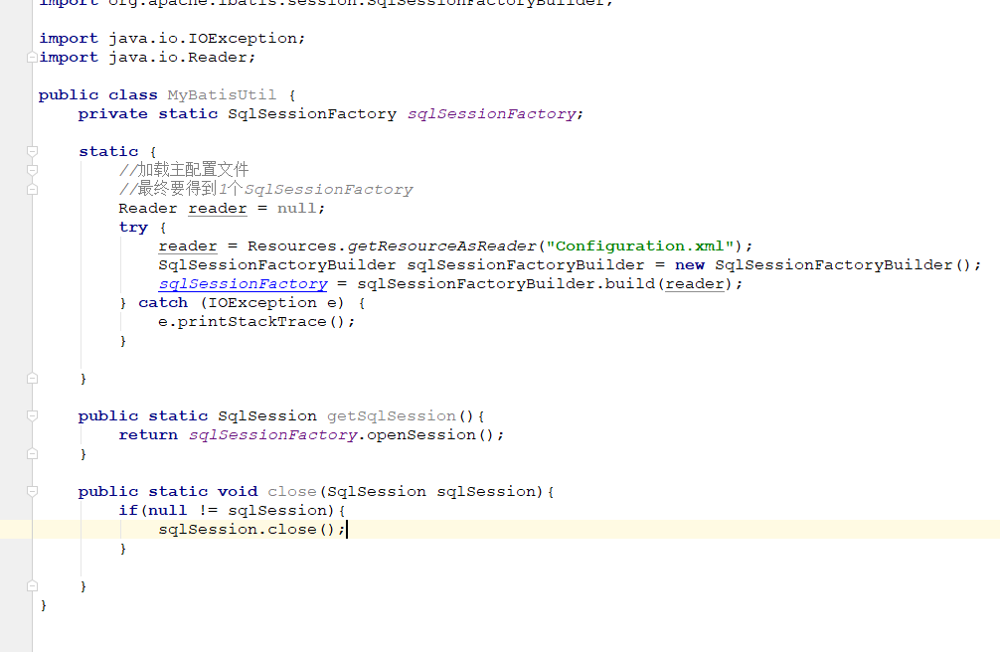 import org.apache.ibatis.session.SqlSessionFactoryBuilder;
import java.io.IOException;
import java.io.Reader;
public class MyBatisUtil {
private static SqlSessionFactory sqlSessionFactory;
static {
//加载主配置文件
//最终要得到1个SqlSessionFactory
Reader reader = null;
try {
reader = Resources.getResourceAsReader("Configuration.xml");
SqlSessionFactoryBuilder sqlSessionFactoryBuilder = new SqlSessionFactoryBuilder();
sqlSessionFactory = sqlSessionFactoryBuilder.build(reader);
} catch (IOException e) {
e.printStackTrace();
}
}
public static SqlSession getSqlSession(){
return sqlSessionFactory.openSession();
}
public static void close(SqlSession sqlSession){
if(null != sqlSession){
sqlSession.close();
}
}
}